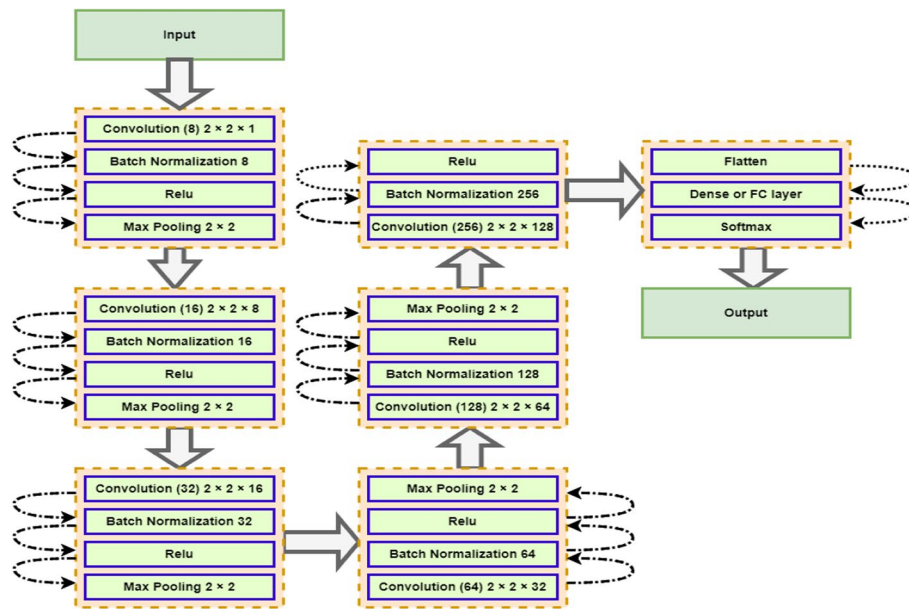 Input
Convolution (8) 2 × 2 × 1
Batch Normalization 8
Relu
Max Pooling 2 × 2
Convolution (16) 2 × 2 × 8
Batch Normalization 16
Relu
Max Pooling 2 × 2
Convolution (32) 2 × 2 × 16
Batch Normalization 32
Relu
Max Pooling 2 × 2
Relu
Batch Normalization 256
Convolution (256) 2 × 2 × 128
Max Pooling 2 × 2
Relu
Batch Normalization 128
Convolution (128) 2 × 2 × 64
Max Pooling 2 × 2
Relu
Batch Normalization 64
Convolution (64) 2 × 2 × 32
Flatten
Dense or FC layer
Softmax
Output